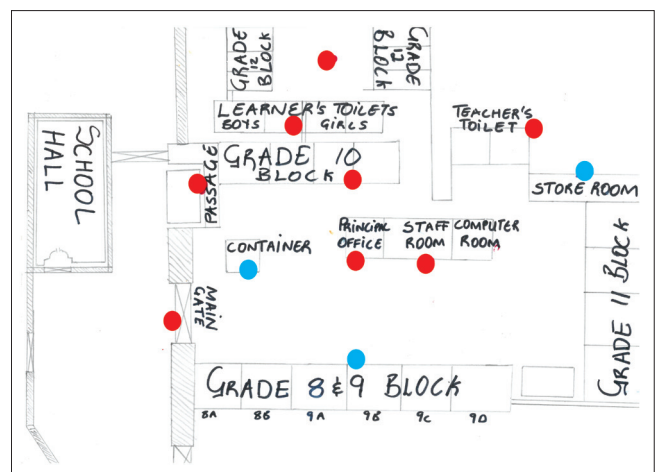 GRADE
12
BLOCK
GRADE
12
BLOCK
LEARNER'S TOILETS
BOYS GIRLS
TEACHER'S
TOILET
SCHOOL
HALL
PASSAGE
GRADE 10
BLOCK
STORE ROOM
CONTAINER
PRINCIPAL
OFFICE
STAFF
ROOM
COMPUTER
ROOM
GRADE 11 BLOCK
MAIN
GATE
GRADE 8 & 9 BLOCK
8A 8B 9A 9B 9C 9D